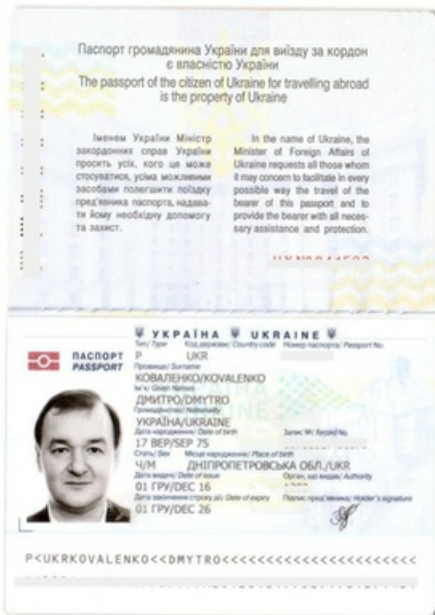 Паспорт громадянина України для виїзду за кордон
є власністю України
The passport of the citizen of Ukraine for travelling abroad
is the property of Ukraine
Іменем України Міністр
закордонних справ України
просить усіх, кого це може
стосуватися, усіма можливими
засобами полегшити поїздку
пред'явника паспорта, надава-
ти йому необхідну допомогу
та захист.
In the name of Ukraine, the
Minister of Foreign Affairs of
Ukraine requests all those whom
it may concern to facilitate in every
possible way the travel of the
bearer of this passport and to
provide the bearer with all neces-
sary assistance and protection.
УКРАЇНА UKRAINE
ПАСПОРТ
PASSPORT
Тип/ Type Код держави/ Country code Номер паспорта/ Passport No.
P UKR
Прізвище/ Surname
КОВАЛЕНКО/KOVALENKO
Ім'я/ Given Names
ДМИТРО/DMYTRO
Громадянство/ Nationality
УКРАЇНА/UKRAINE
Дата народження/ Date of birth Запис №/ Record No.
17 ВЕР/SEP 75
Стать/ Sex Місце народження/ Place of birth
Ч/М ДНІПРОПЕТРОВСЬКА ОБЛ./UKR
Дата видачі/ Date of issue Орган, що видав/ Authority
01 ГРУ/DEC 16
Дата закінчення строку дії/ Date of expiry Підпис пред'явника/ Holder's signature
01 ГРУ/DEC 26
P<UKRKOVALENKO<<DMYTRO<<<<<<<<<<<<<<<<<<<<<<